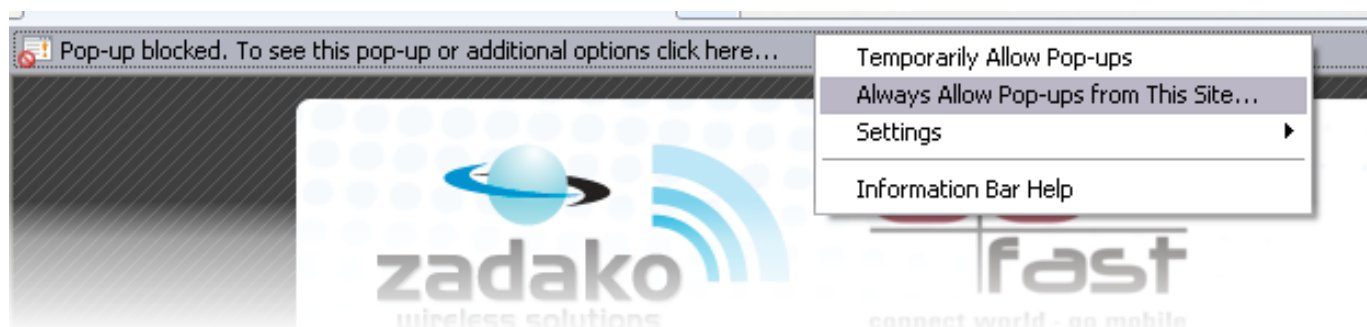 Pop-up blocked. To see this pop-up or additional options click here...
Temporarily Allow Pop-ups
Always Allow Pop-ups from This Site...
Settings
Information Bar Help
zadako
wireless solutions
fast
connect world - go mobile